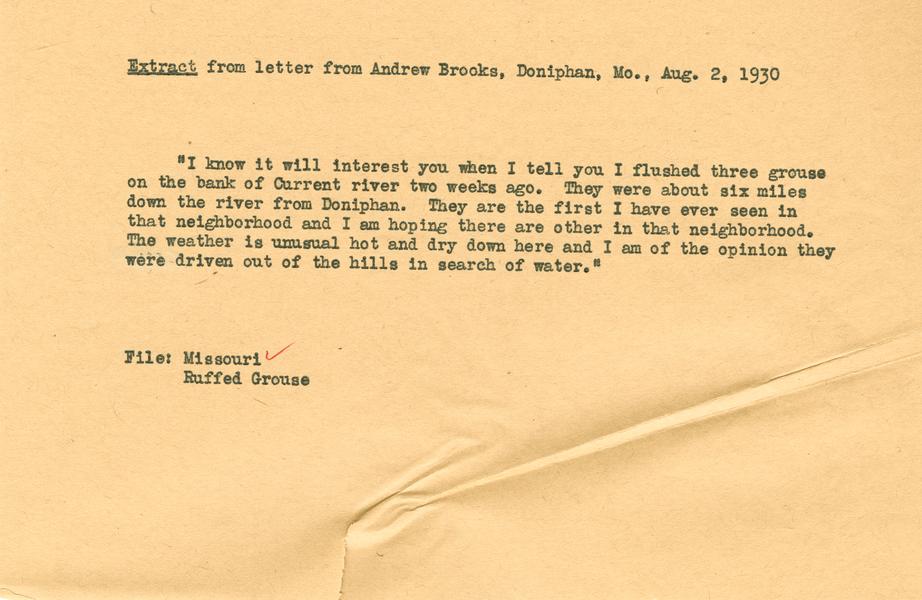 Extract from letter from Andrew Brooks, Doniphan, Mo., Aug. 2, 1930
"I know it will interest you when I tell you I flushed three grouse
on the bank of Current river two weeks ago. They were about six miles
down the river from Doniphan. They are the first I have ever seen in
that neighborhood and I am hoping there are other in that neighborhood.
The weather is unusual hot and dry down here and I am of the opinion they
were driven out of the hills in search of water."
File: Missouri
Ruffed Grouse